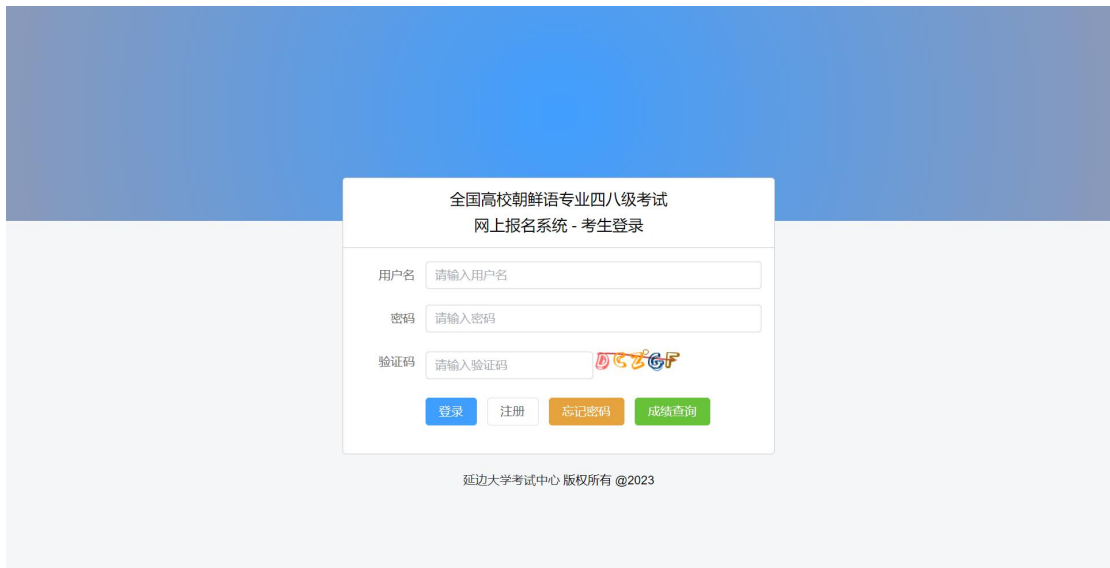 全国高校朝鲜语专业四八级考试
网上报名系统 - 考生登录
用户名 请输入用户名
密码 请输入密码
验证码 请输入验证码 DCZGF
登录 注册 忘记密码 成绩查询
延边大学考试中心 版权所有 @2023